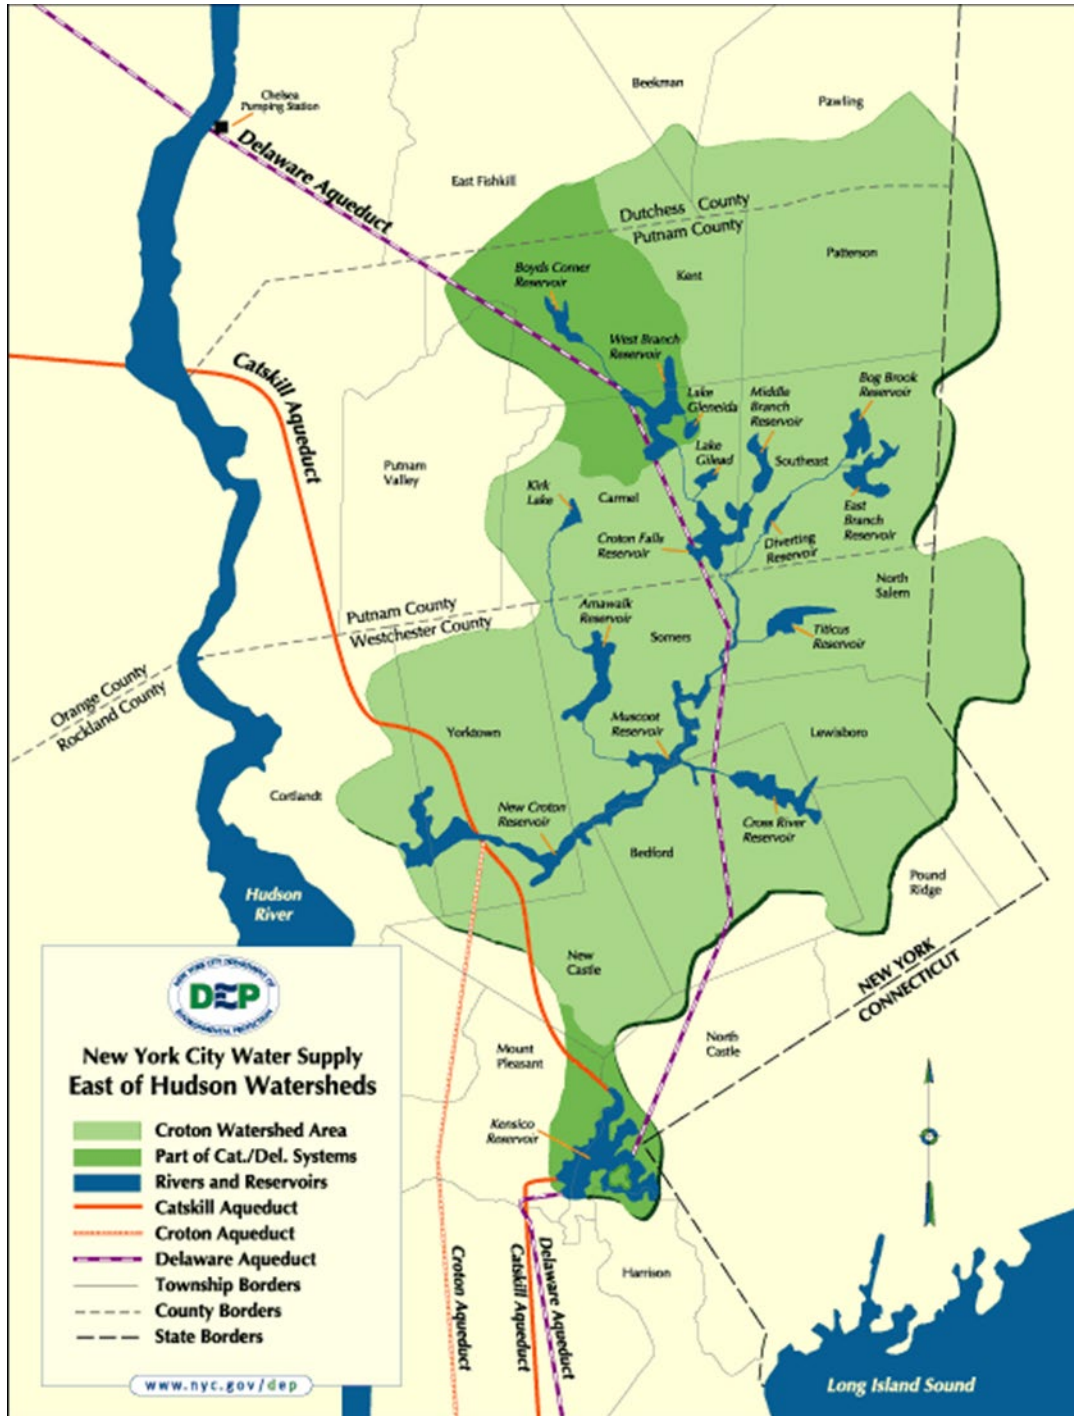 Beekman
Pawling
Chelsea
Pumping Station
Delaware Aqueduct
East Fishkill
Dutchess County
Putnam County
Patterson
Kent
Boyds Corner
Reservoir
West Branch
Reservoir
Catskill Aqueduct
Lake
Gleneida
Middle
Branch
Reservoir
Bog Brook
Reservoir
Lake
Gilead
Southeast
Putnam
Valley
Kirk
Lake
Carmel
East
Branch
Reservoir
Croton Falls
Reservoir
Diverting
Reservoir
North
Salem
Putnam County
Westchester County
Amawalk
Reservoir
Somers
Titicus
Reservoir
Orange County
Rockland County
Yorktown
Muscoot
Reservoir
Lewisboro
Cortlandt
New Croton
Reservoir
Cross River
Reservoir
Bedford
Pound
Ridge
Hudson
River
New
Castle
NEW YORK
CONNECTICUT
North
Castle
Mount
Pleasant
Kensico
Reservoir
Harrison
Croton Aqueduct
Catskill Aqueduct
Delaware Aqueduct
Long Island Sound
NEW YORK CITY DEPARTMENT OF
DEP
ENVIRONMENTAL PROTECTION
New York City Water Supply
East of Hudson Watersheds
Croton Watershed Area
Part of Cat./Del. Systems
Rivers and Reservoirs
Catskill Aqueduct
Croton Aqueduct
Delaware Aqueduct
Township Borders
County Borders
State Borders
www.nyc.gov/dep